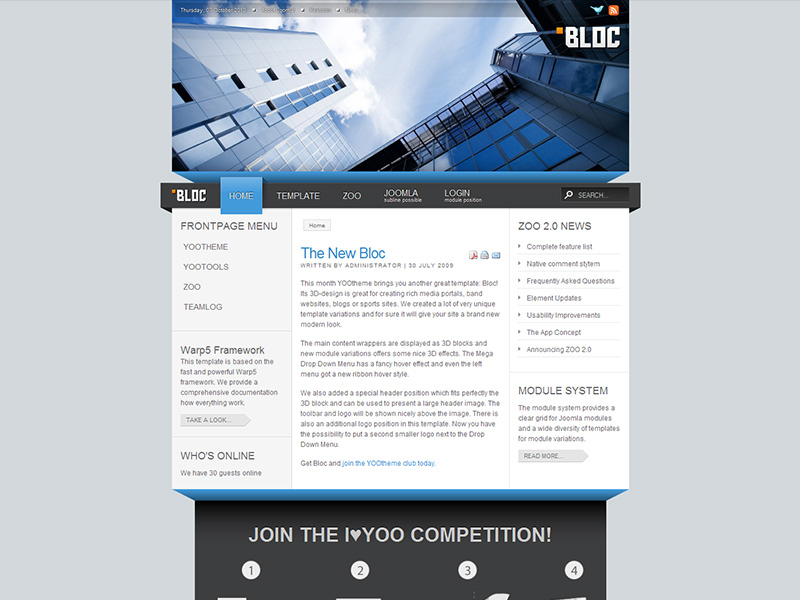 Thursday, 07 October 2010
BLOC
BLOC
HOME
TEMPLATE
ZOO
JOOMLA
subline possible
LOGIN
module position
SEARCH...
FRONTPAGE MENU
YOOTHEME
YOOTOOLS
ZOO
TEAMLOG
Warp5 Framework
This template is based on the
fast and powerful Warp5
framework. We provide a
comprehensive documentation
how everything work.
TAKE A LOOK...
WHO'S ONLINE
We have 30 guests online
Home
The New Bloc
WRITTEN BY ADMINISTRATOR | 30 JULY 2009
This month YOOtheme brings you another great template: Bloc!
Its 3D-design is great for creating rich media portals, band
websites, blogs or sports sites. We created a lot of very unique
template variations and for sure it will give your site a brand new
modern look.
The main content wrappers are displayed as 3D blocks and
new module variations offers some nice 3D effects. The Mega
Drop Down Menu has a fancy hover effect and even the left
menu got a new ribbon hover style.
We also added a special header position which fits perfectly the
3D block and can be used to present a large header image. The
toolbar and logo will be shown nicely above the image. There is
also an additional logo position in this template. Now you have
the possibility to put a second smaller logo next to the Drop
Down Menu.
Get Bloc and join the YOOtheme club today.
ZOO 2.0 NEWS
Complete feature list
Native comment stytem
Frequently Asked Questions
Element Updates
Usability Improvements
The App Concept
Announcing ZOO 2.0
MODULE SYSTEM
The module system provides a
clear grid for Joomla modules
and a wide diversity of templates
for module variations.
READ MORE...
JOIN THE I♥YOO COMPETITION!
1
2
3
4